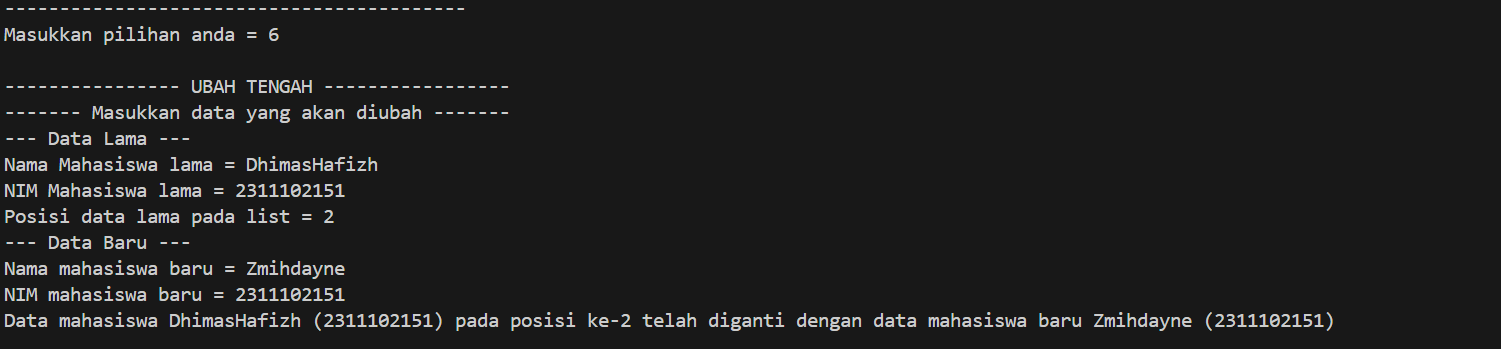 ------------------------------------------
Masukkan pilihan anda = 6
---------------- UBAH TENGAH -----------------
------- Masukkan data yang akan diubah -------
--- Data Lama ---
Nama Mahasiswa lama = DhimasHafizh
NIM Mahasiswa lama = 2311102151
Posisi data lama pada list = 2
--- Data Baru ---
Nama mahasiswa baru = Zmihdayne
NIM mahasiswa baru = 2311102151
Data mahasiswa DhimasHafizh (2311102151) pada posisi ke-2 telah diganti dengan data mahasiswa baru Zmihdayne (2311102151)